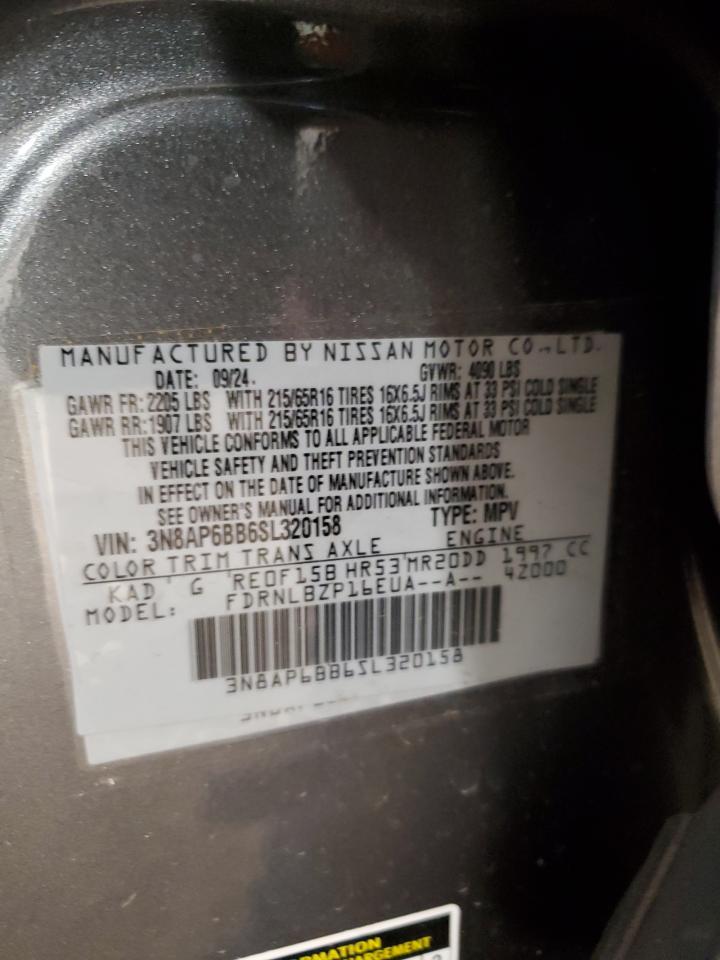 MANUFACTURED BY NISSAN MOTOR CO.,LTD.
DATE: 09/24. GVWR: 4090 LBS
GAWR FR: 2205 LBS WITH 215/65R16 TIRES 16X6.5J RIMS AT 33 PSI COLD SINGLE
GAWR RR: 1907 LBS WITH 215/65R16 TIRES 16X6.5J RIMS AT 33 PSI COLD SINGLE
THIS VEHICLE CONFORMS TO ALL APPLICABLE FEDERAL MOTOR
VEHICLE SAFETY AND THEFT PREVENTION STANDARDS
IN EFFECT ON THE DATE OF MANUFACTURE SHOWN ABOVE.
SEE OWNER'S MANUAL FOR ADDITIONAL INFORMATION.
VIN: 3N8AP6BB6SL320158 TYPE: MPV
COLOR TRIM TRANS AXLE ENGINE
KAD G RE0F15B HR53 MR20DD 1997 CC
MODEL: FDRNLBZP16EUA--A-- 42000
3N8AP6BB6SL320158